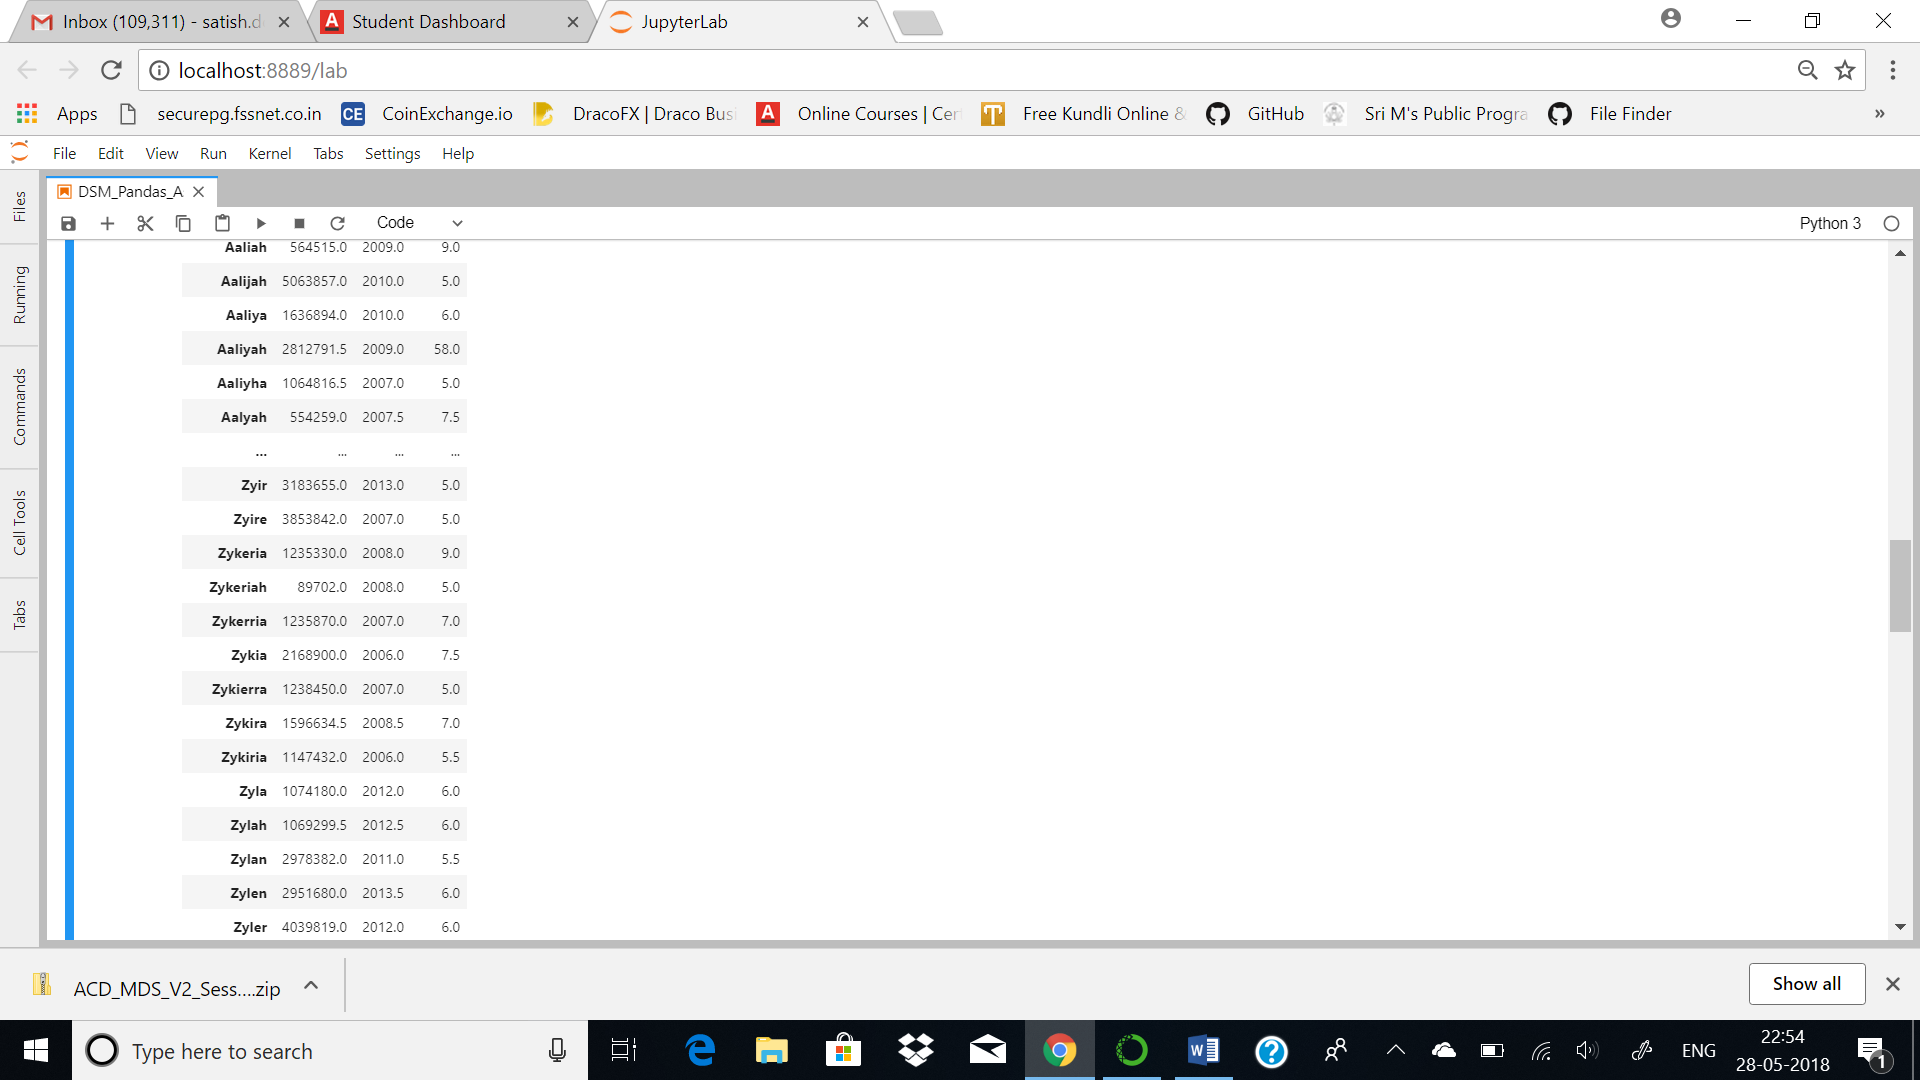 Inbox (109,311) - satish.d
Student Dashboard
JupyterLab
localhost:8889/lab
Apps
securepg.fssnet.co.in
CE
CoinExchange.io
DracoFX | Draco Busi
A
Online Courses | Cer
Free Kundli Online &
GitHub
Sri M's Public Progra
File Finder
»
File Edit View Run Kernel Tabs Settings Help
Files
Running
Commands
Cell Tools
Tabs
DSM_Pandas_A
Code
Python 3
Aaliah 564515.0 2009.0 9.0
Aalijah 5063857.0 2010.0 5.0
Aaliya 1636894.0 2010.0 6.0
Aaliyah 2812791.5 2009.0 58.0
Aaliyha 1064816.5 2007.0 5.0
Aalyah 554259.0 2007.5 7.5
... ... ... ...
Zyir 3183655.0 2013.0 5.0
Zyire 3853842.0 2007.0 5.0
Zykeria 1235330.0 2008.0 9.0
Zykeriah 89702.0 2008.0 5.0
Zykerria 1235870.0 2007.0 7.0
Zykia 2168900.0 2006.0 7.5
Zykierra 1238450.0 2007.0 5.0
Zykira 1596634.5 2008.5 7.0
Zykiria 1147432.0 2006.0 5.5
Zyla 1074180.0 2012.0 6.0
Zylah 1069299.5 2012.5 6.0
Zylan 2978382.0 2011.0 5.5
Zylen 2951680.0 2013.5 6.0
Zyler 4039819.0 2012.0 6.0
ACD_MDS_V2_Sess....zip
Show all
Type here to search
ENG
22:54
28-05-2018
1